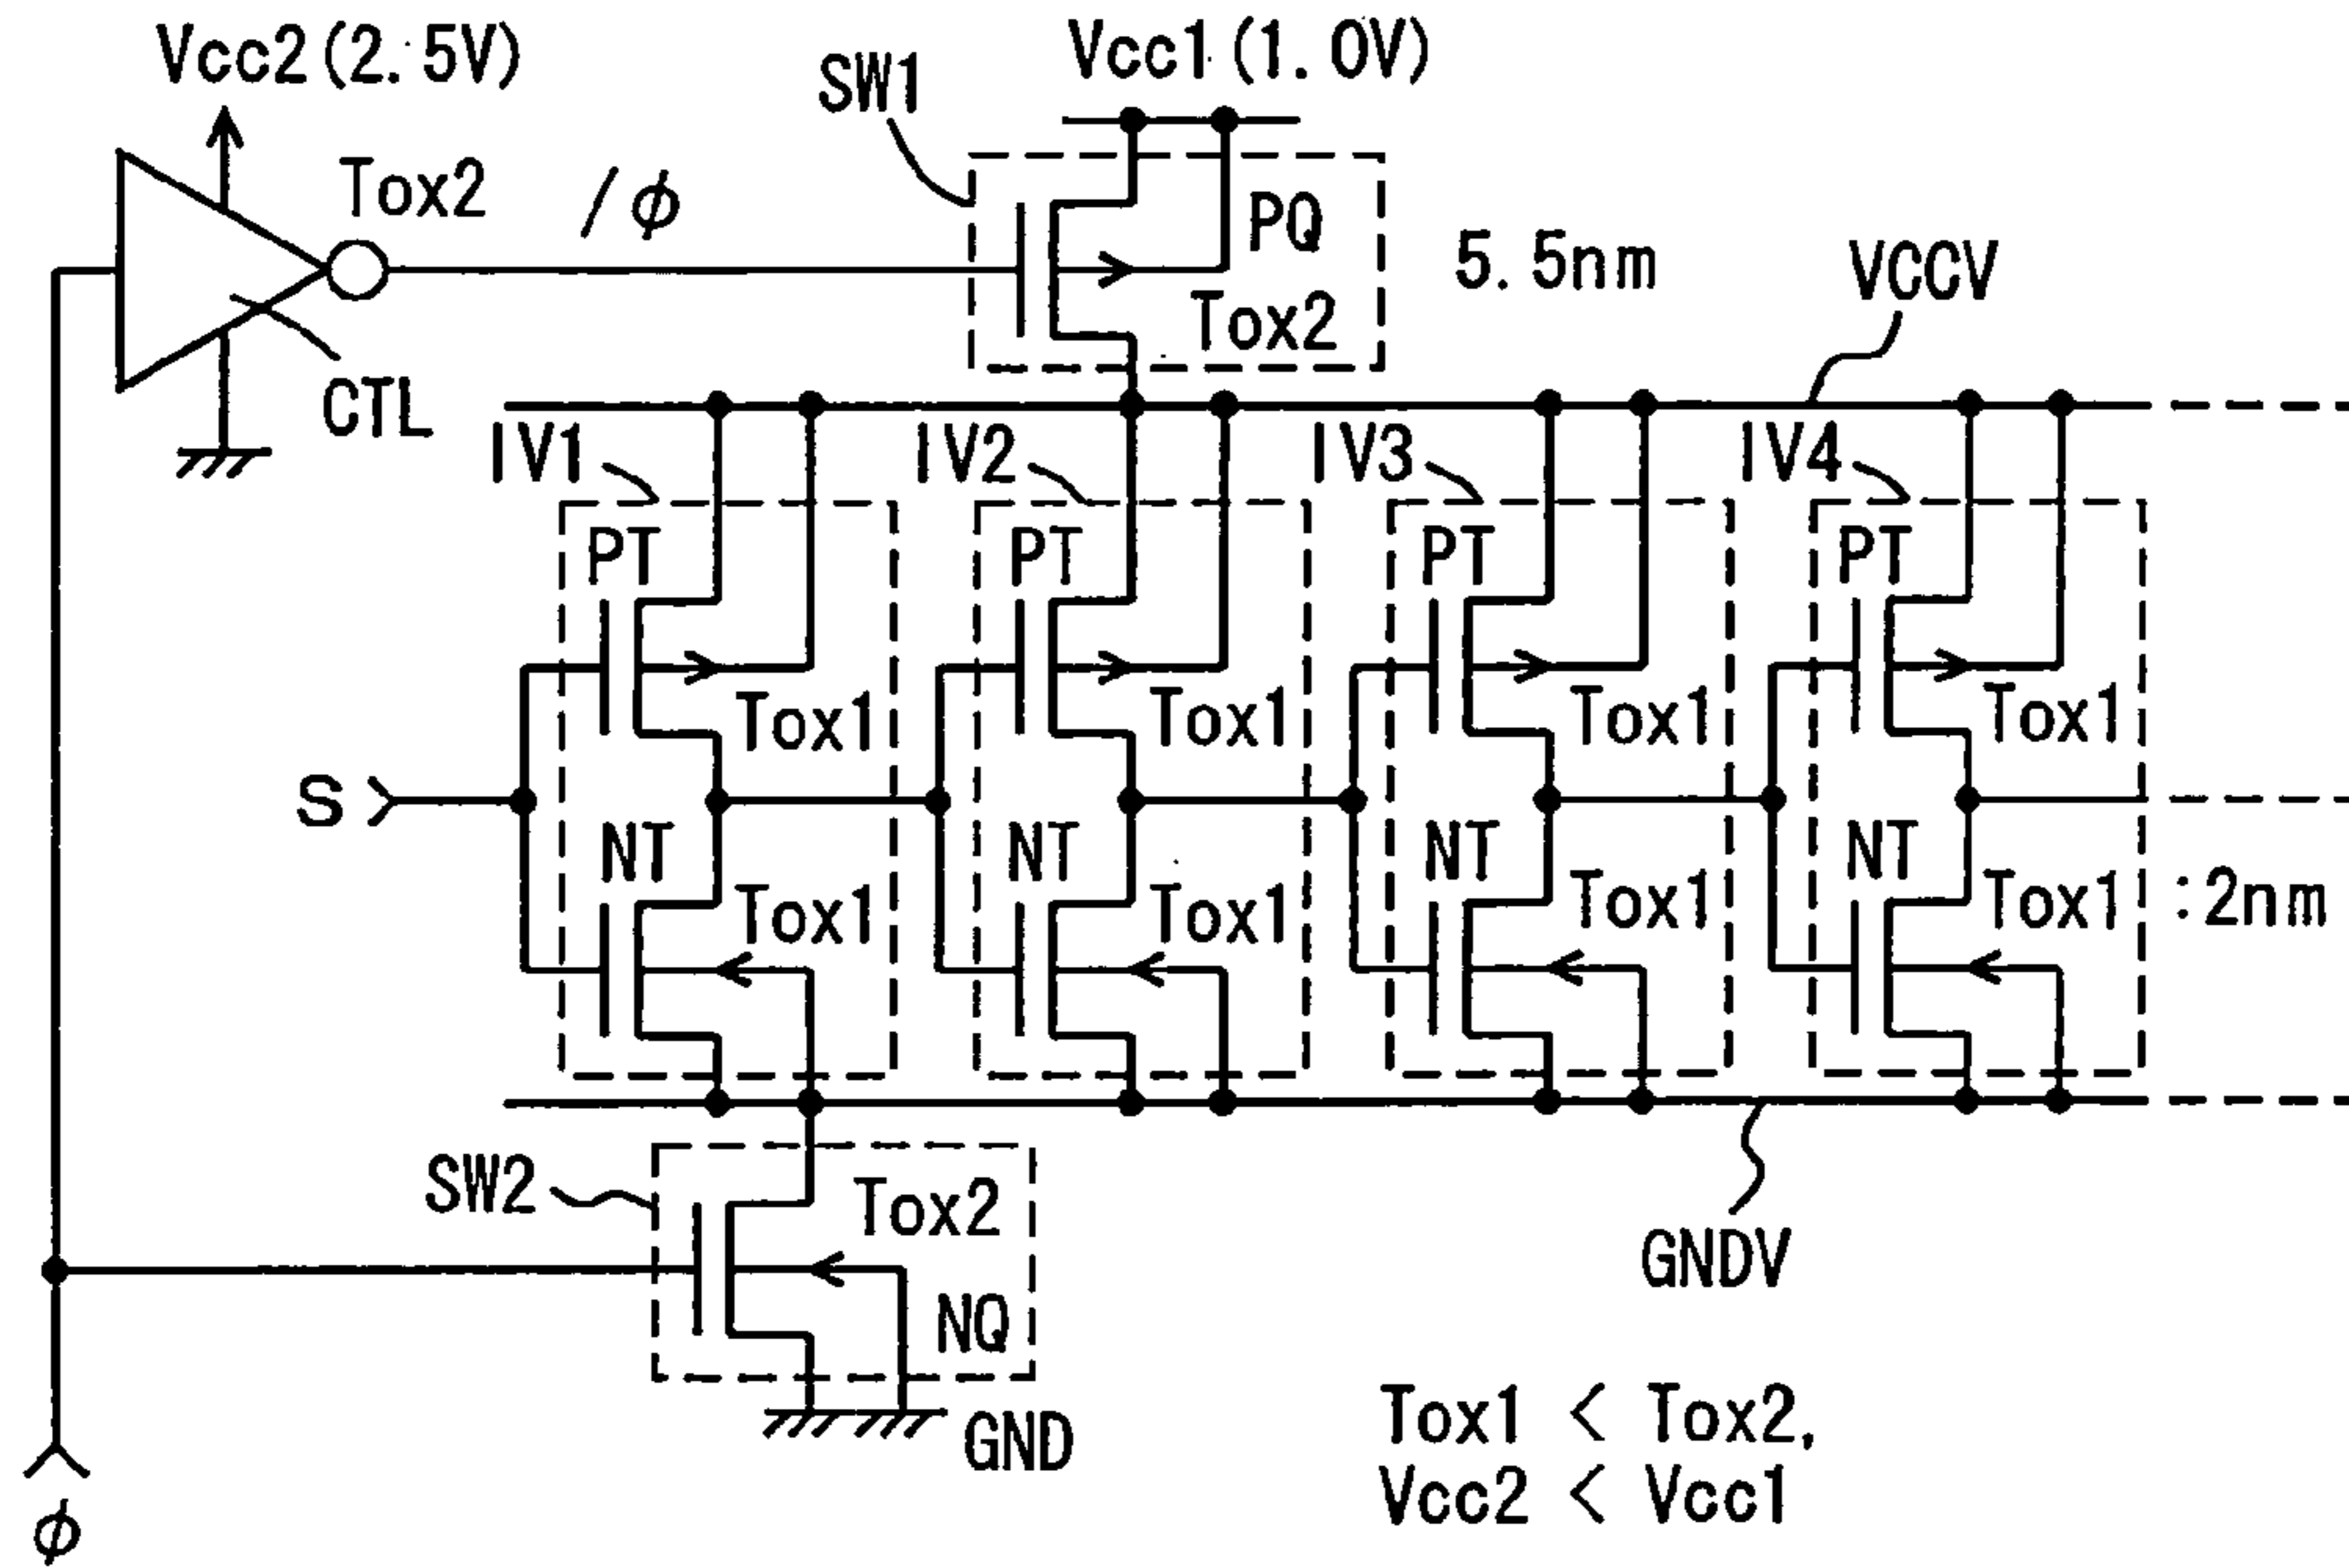 Vcc2(2.5V)
SW1
Vcc1(1.0V)
Tox2
/φ
PQ
5.5nm
VCCV
Tox2
CTL
IV1
IV2
IV3
IV4
PT
PT
PT
PT
Tox1
Tox1
Tox1
Tox1
S
NT
NT
NT
NT
Tox1
Tox1
Tox1
Tox1 :2nm
SW2
Tox2
GNDV
NQ
GND
Tox1 < Tox2,
Vcc2 < Vcc1
φ